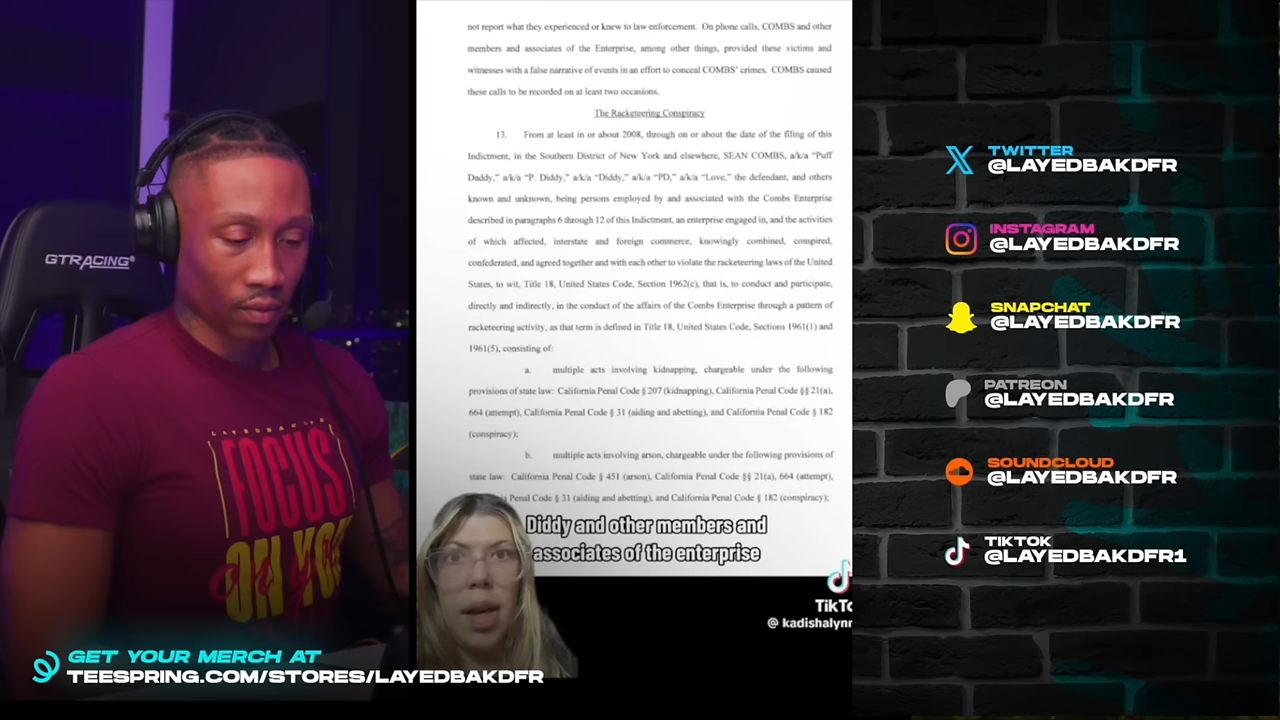 not report what they experienced or knew to law enforcement. On phone calls, COMBS and other
members and associates of the Enterprise, among other things, provided these victims and
witnesses with a false narrative of events in an effort to conceal COMBS' crimes. COMBS caused
these calls to be recorded on at least two occasions.
The Racketeering Conspiracy
13. From at least in or about 2008, through on or about the date of the filing of this
Indictment, in the Southern District of New York and elsewhere, SEAN COMBS, a/k/a "Puff
Daddy," a/k/a "P. Diddy," a/k/a "Diddy," a/k/a "PD," a/k/a "Love," the defendant, and others
known and unknown, being persons employed by and associated with the Combs Enterprise
described in paragraphs 6 through 12 of this Indictment, an enterprise engaged in, and the activities
of which affected, interstate and foreign commerce, knowingly combined, conspired,
confederated, and agreed together and with each other to violate the racketeering laws of the United
States, to wit, Title 18, United States Code, Section 1962(c), that is, to conduct and participate,
directly and indirectly, in the conduct of the affairs of the Combs Enterprise through a pattern of
racketeering activity, as that term is defined in Title 18, United States Code, Sections 1961(1) and
1961(5), consisting of:
a. multiple acts involving kidnapping, chargeable under the following
provisions of state law: California Penal Code § 207 (kidnapping), California Penal Code §§ 21(a),
664 (attempt), California Penal Code § 31 (aiding and abetting), and California Penal Code § 182
(conspiracy);
b. multiple acts involving arson, chargeable under the following provisions of
state law: California Penal Code § 451 (arson), California Penal Code §§ 21(a), 664 (attempt),
Penal Code § 31 (aiding and abetting), and California Penal Code § 182 (conspiracy);
Diddy and other members and
associates of the enterprise
TikTo
@ kadishalynn
GTRACING
LAYEDBAKDFR
FOCUS
ON YOU
GET YOUR MERCH AT
TEESPRING.COM/STORES/LAYEDBAKDFR
TWITTER
@LAYEDBAKDFR
INSTAGRAM
@LAYEDBAKDFR
SNAPCHAT
@LAYEDBAKDFR
PATREON
@LAYEDBAKDFR
SOUNDCLOUD
@LAYEDBAKDFR
TIKTOK
@LAYEDBAKDFR1